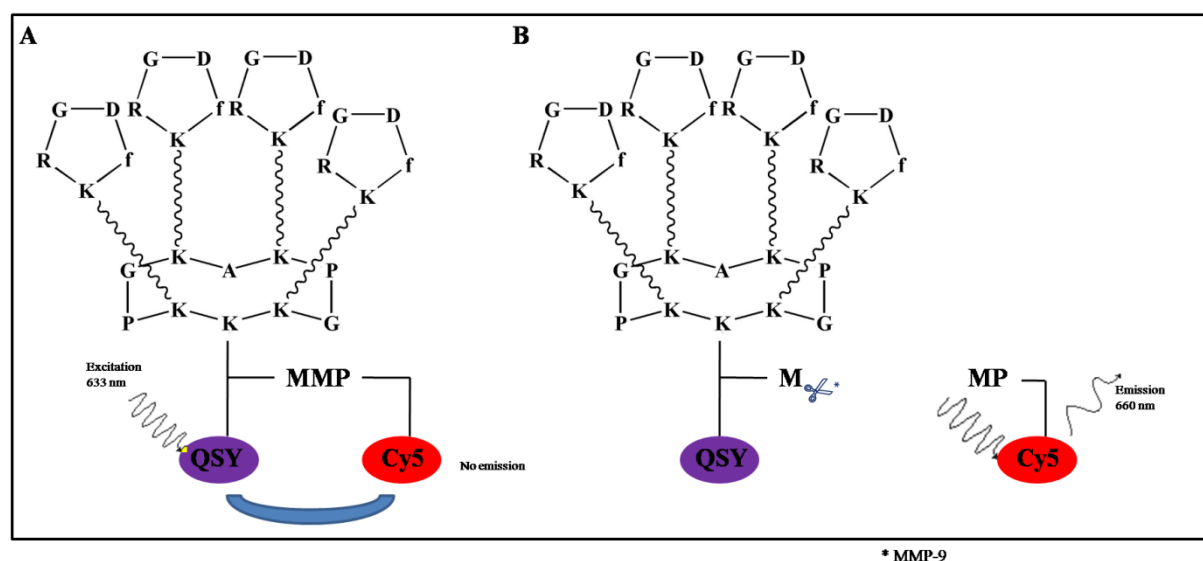 A
G D G D
G D R f R f G D
R f K K R f
K K
K K
G A P
K K K
P G
Excitation
633 nm
MMP
QSY Cy5
No emission
B
G D G D
G D R f R f G D
R f K K R f
K K
K K
G A P
K K K
P G
M * MP
Emission
660 nm
QSY Cy5
* MMP-9